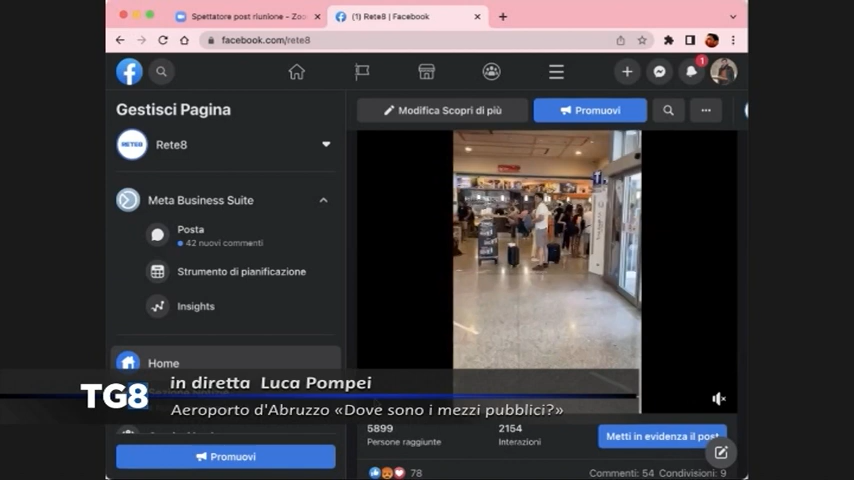 Spettatore post riunione - Zoo
(1) Rete8 | Facebook
facebook.com/rete8
1
Gestisci Pagina
Modifica Scopri di più
Promuovi
RETE8
Rete8
Meta Business Suite
Posta
42 nuovi commenti
Strumento di pianificazione
Insights
Home
TG8
in diretta Luca Pompei
Aeroporto d'Abruzzo «Dove sono i mezzi pubblici?»
5899
Persone raggiunte
2154
Interazioni
Metti in evidenza il post
Promuovi
78
Commenti: 54 Condivisioni: 9